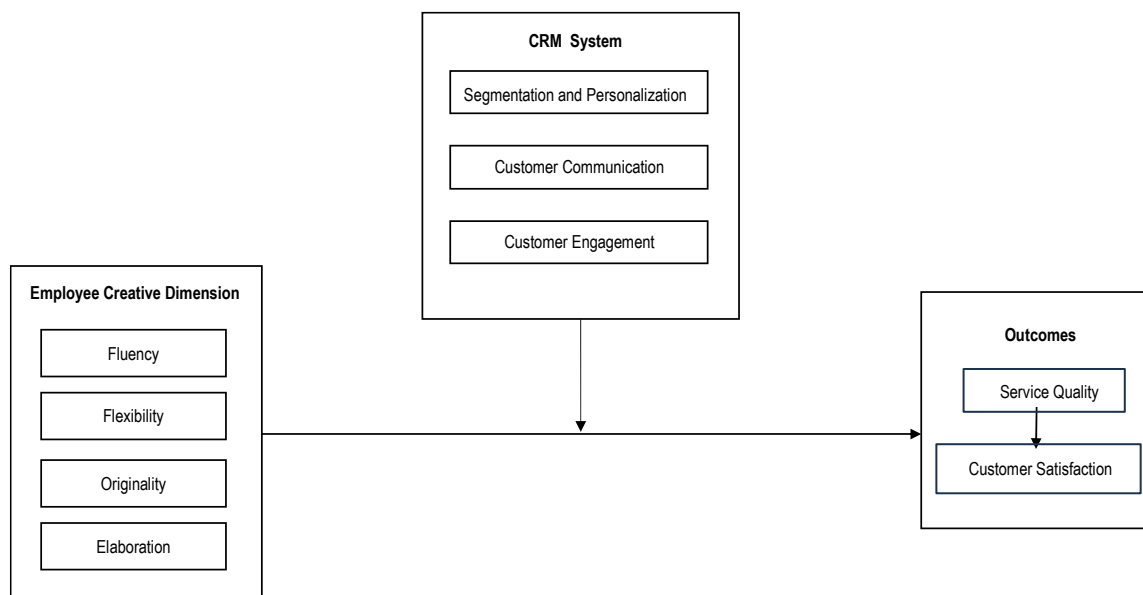 CRM System
Segmentation and Personalization
Customer Communication
Customer Engagement
Employee Creative Dimension
Fluency
Flexibility
Originality
Elaboration
Outcomes
Service Quality
Customer Satisfaction